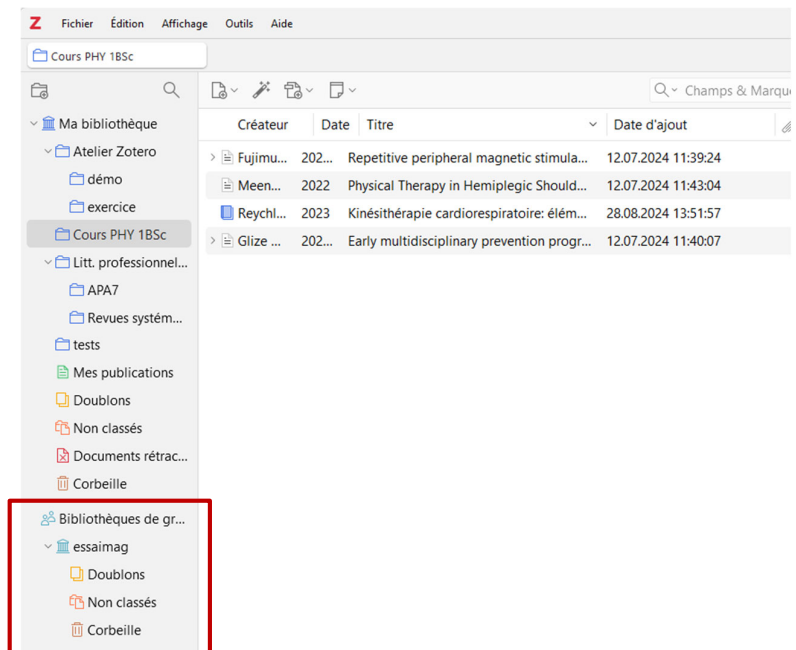 Z Fichier Édition Affichage Outils Aide
Cours PHY 1BSc
Champs & Marque
Ma bibliothèque
Atelier Zotero
démo
exercice
Cours PHY 1BSc
Litt. professionnel...
APA7
Revues systém...
tests
Mes publications
Doublons
Non classés
Documents rétrac...
Corbeille
Bibliothèques de gr...
essaimag
Doublons
Non classés
Corbeille
Créateur Date Titre Date d'ajout
Fujimu... 202... Repetitive peripheral magnetic stimula... 12.07.2024 11:39:24
Meen... 2022 Physical Therapy in Hemiplegic Should... 12.07.2024 11:43:04
Reychl... 2023 Kinésithérapie cardiorespiratoire: élém... 28.08.2024 13:51:57
Glize ... 202... Early multidisciplinary prevention progr... 12.07.2024 11:40:07